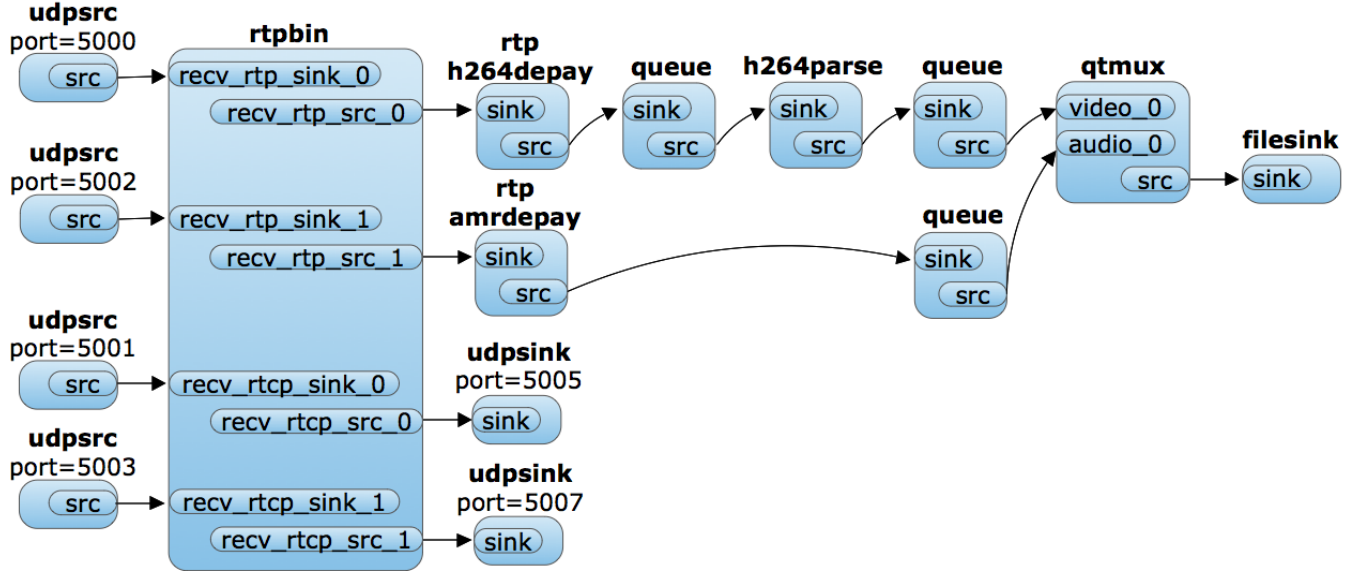 udpsrc
port=5000
src
rtpbin
recv_rtp_sink_0
recv_rtp_src_0
rtp
h264depay
sink
src
queue
sink
src
h264parse
sink
src
queue
sink
src
qtmux
video_0
audio_0
src
filesink
sink
udpsrc
port=5002
src
recv_rtp_sink_1
recv_rtp_src_1
rtp
amrdepay
sink
src
queue
sink
src
udpsrc
port=5001
src
recv_rtcp_sink_0
recv_rtcp_src_0
udpsink
port=5005
sink
udpsrc
port=5003
src
recv_rtcp_sink_1
recv_rtcp_src_1
udpsink
port=5007
sink